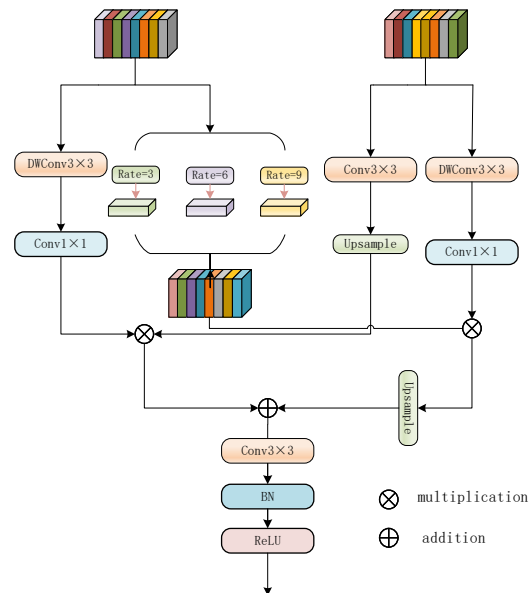 DWConv3×3
Rate=3
Rate=6
Rate=9
Conv3×3
DWConv3×3
Conv1×1
Upsample
Conv1×1
Upsample
Conv3×3
BN
multiplication
ReLU
addition